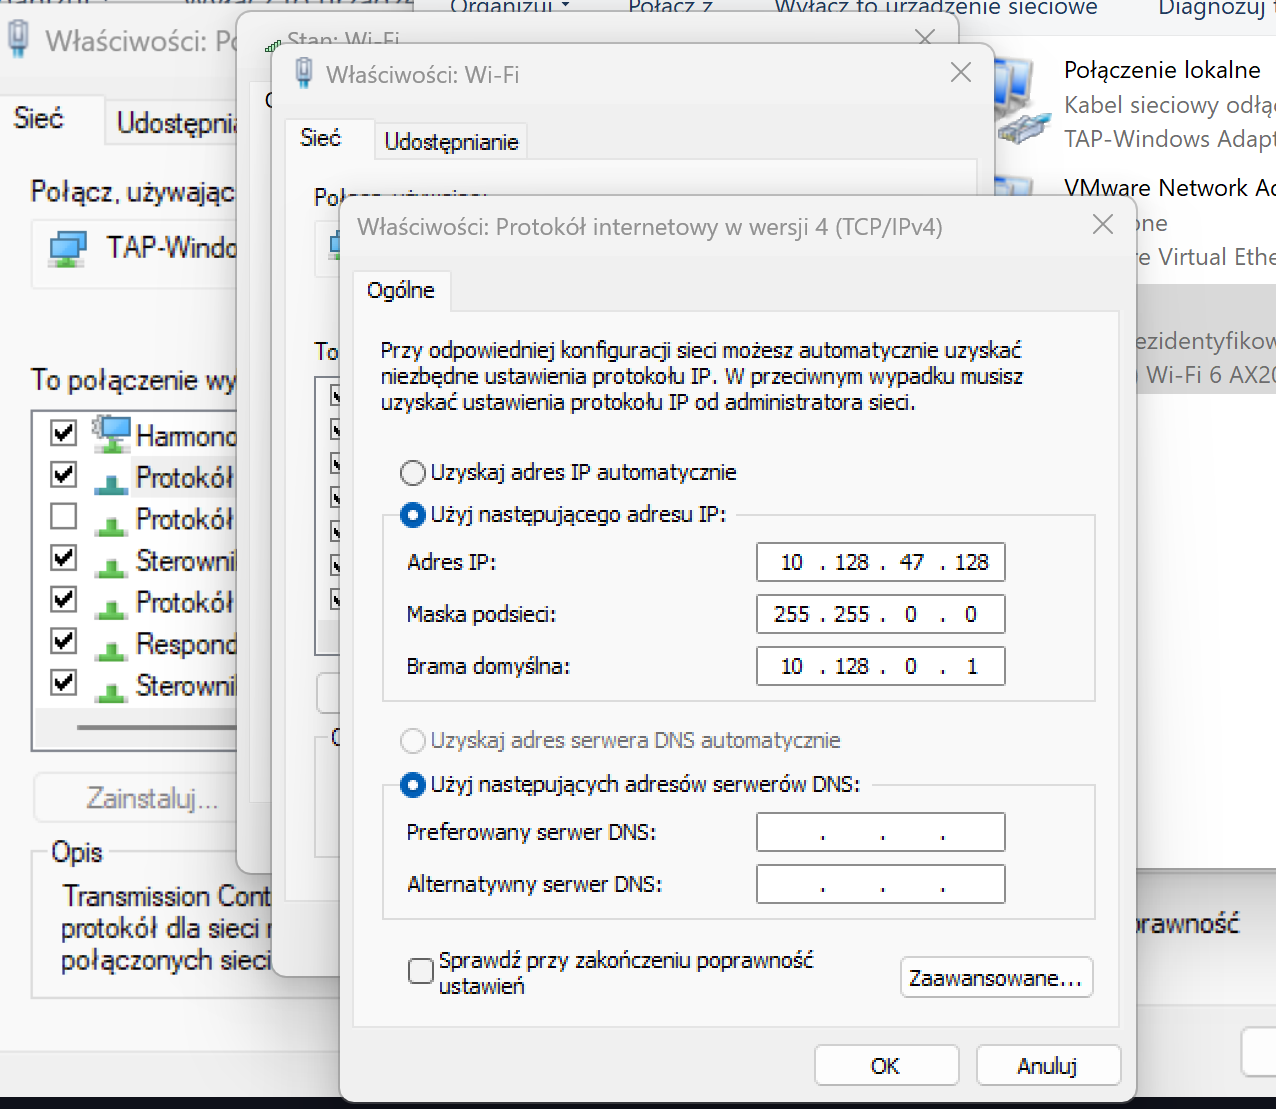 Organizuj
Połącz z
Wyłącz to urządzenie sieciowe
Diagnozuj
Właściwości:
Stan: Wi-Fi
Właściwości: Wi-Fi
Sieć
Udostępnianie
Sieć
Połącz, używając
TAP-Windo
To połączenie wy
Harmono
Protokół
Protokół
Sterowni
Protokół
Respond
Sterowni
Zainstaluj...
Opis
Transmission Cont
protokół dla sieci
połączonych sieci
Połączenie lokalne
Kabel sieciowy odłą
TAP-Windows Adapt
VMware Network Ad
one
re Virtual Ethe
ezidentyfikow
Wi-Fi 6 AX20
To
Właściwości: Protokół internetowy w wersji 4 (TCP/IPv4)
Ogólne
Przy odpowiedniej konfiguracji sieci możesz automatycznie uzyskać
niezbędne ustawienia protokołu IP. W przeciwnym wypadku musisz
uzyskać ustawienia protokołu IP od administratora sieci.
Uzyskaj adres IP automatycznie
Użyj następującego adresu IP:
Adres IP: 10 . 128 . 47 . 128
Maska podsieci: 255 . 255 . 0 . 0
Brama domyślna: 10 . 128 . 0 . 1
Uzyskaj adres serwera DNS automatycznie
Użyj następujących adresów serwerów DNS:
Preferowany serwer DNS: . . .
Alternatywny serwer DNS: . . .
Sprawdź przy zakończeniu poprawność
ustawień
Zaawansowane...
OK
Anuluj
prawność